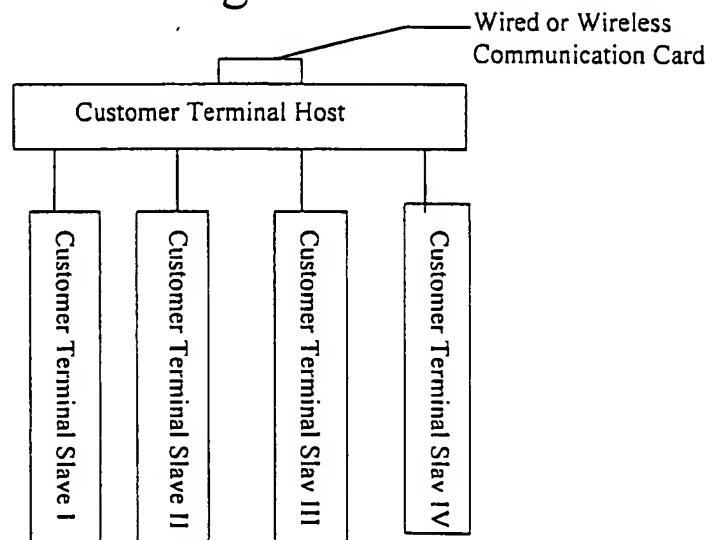 Wired or Wireless
Communication Card
Customer Terminal Host
Customer Terminal Slave I
Customer Terminal Slave II
Customer Terminal Slav III
Customer Terminal Slav IV